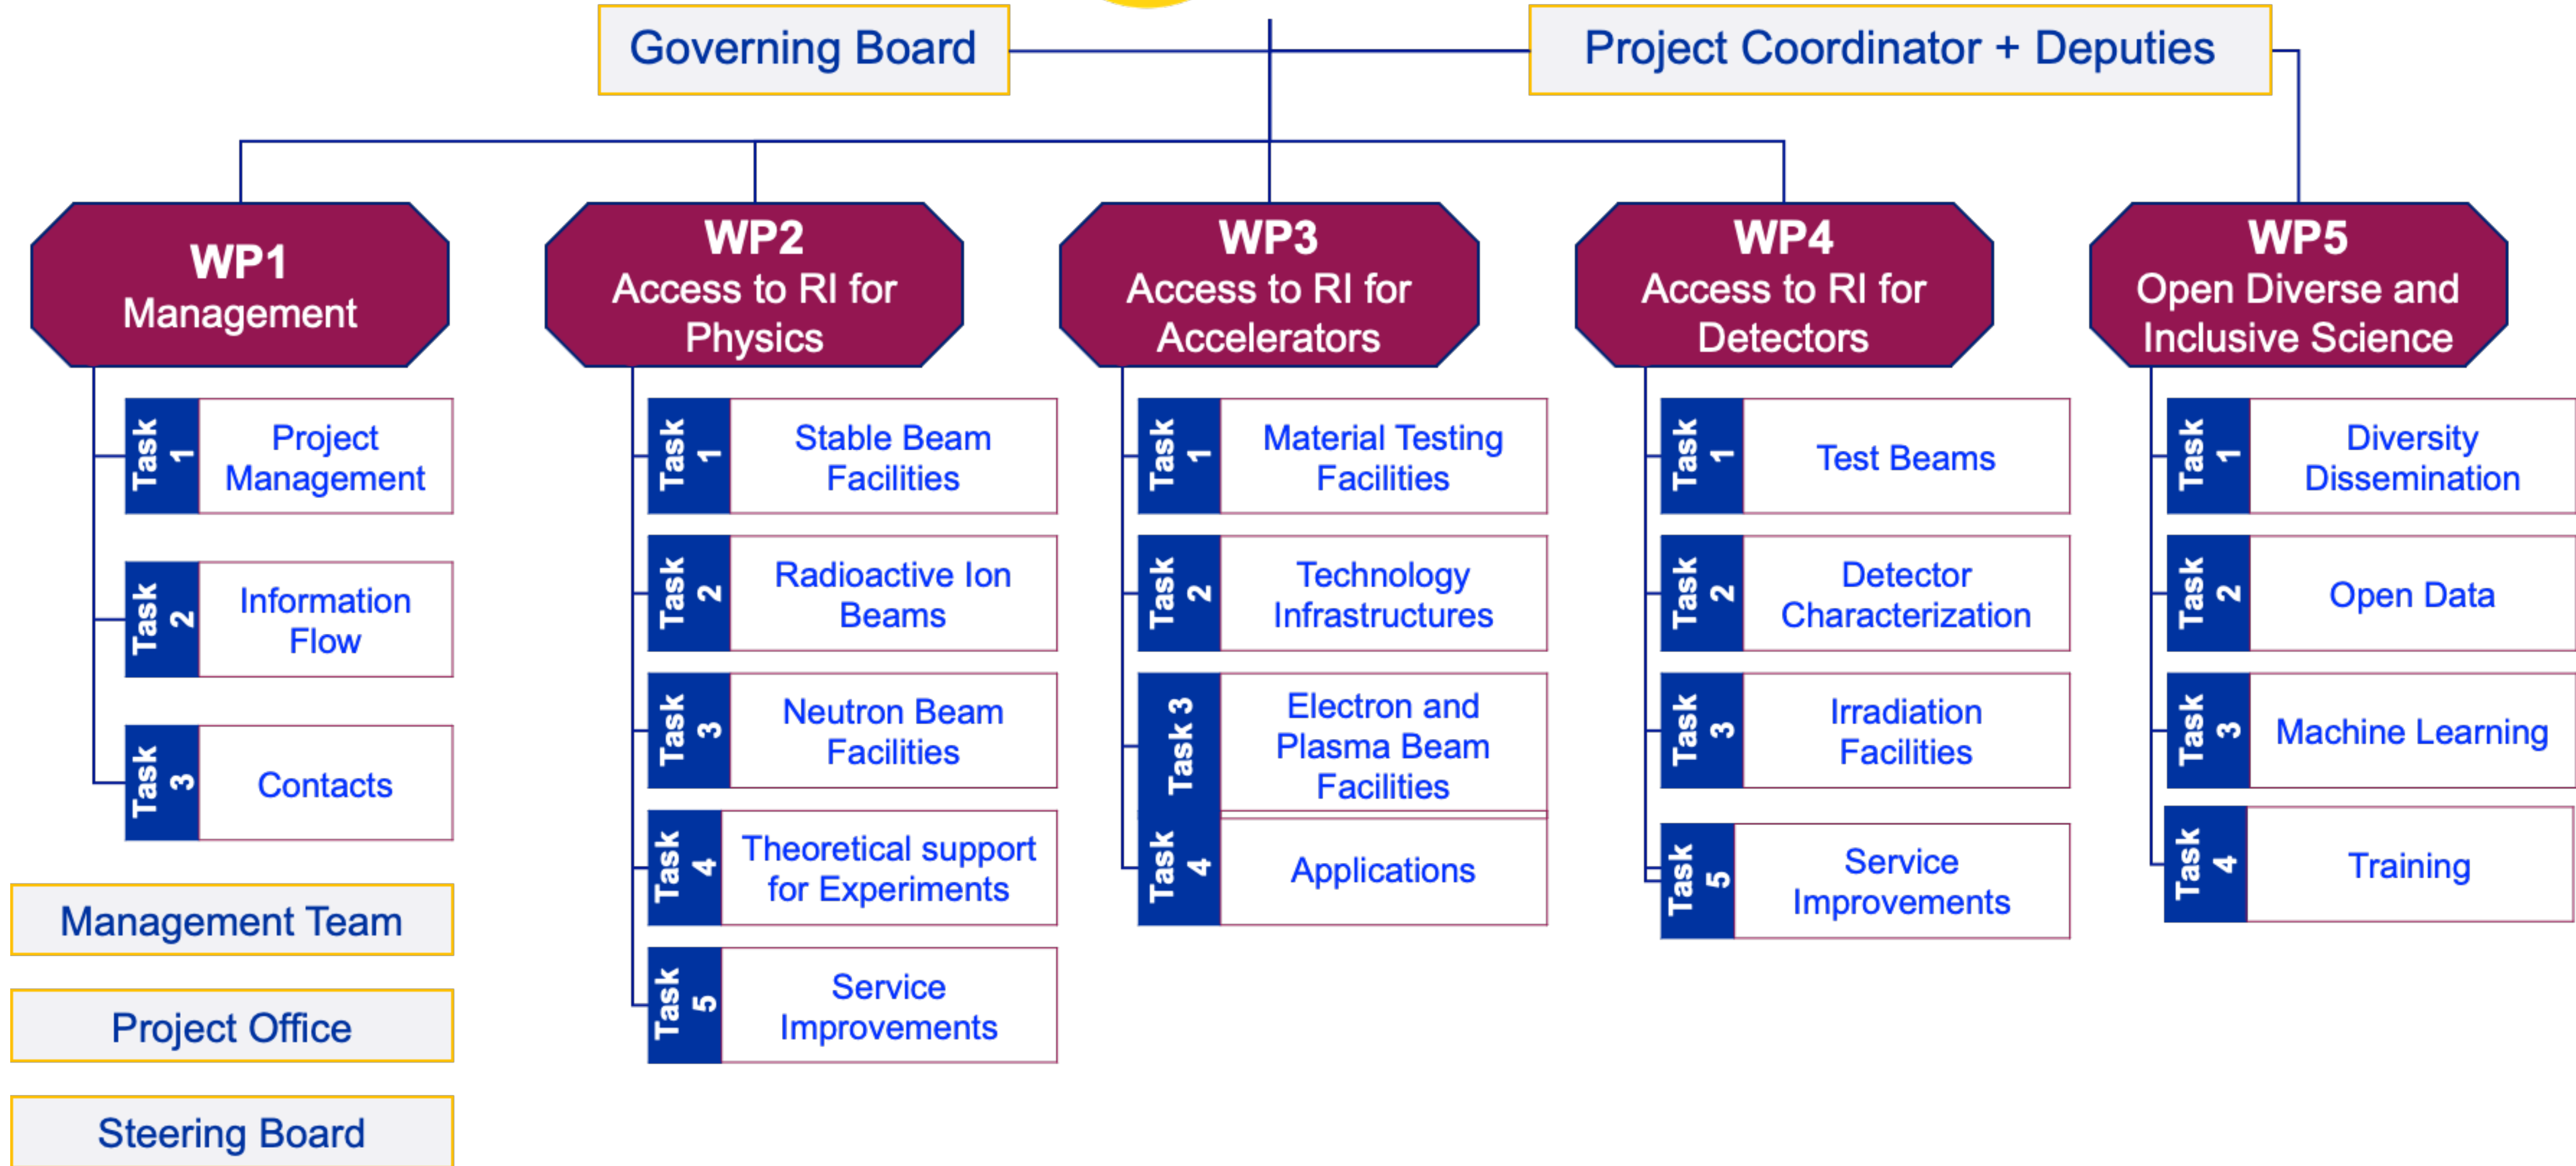 Governing Board
Project Coordinator + Deputies
WP1
Management
Task 1
Project
Management
Task 2
Information
Flow
Task 3
Contacts
Management Team
Project Office
Steering Board
WP2
Access to RI for
Physics
Task 1
Stable Beam
Facilities
Task 2
Radioactive Ion
Beams
Task 3
Neutron Beam
Facilities
Task 4
Theoretical support
for Experiments
Task 5
Service
Improvements
WP3
Access to RI for
Accelerators
Task 1
Material Testing
Facilities
Task 2
Technology
Infrastructures
Task 3
Electron and
Plasma Beam
Facilities
Task 4
Applications
WP4
Access to RI for
Detectors
Task 1
Test Beams
Task 2
Detector
Characterization
Task 3
Irradiation
Facilities
Task 5
Service
Improvements
WP5
Open Diverse and
Inclusive Science
Task 1
Diversity
Dissemination
Task 2
Open Data
Task 3
Machine Learning
Task 4
Training